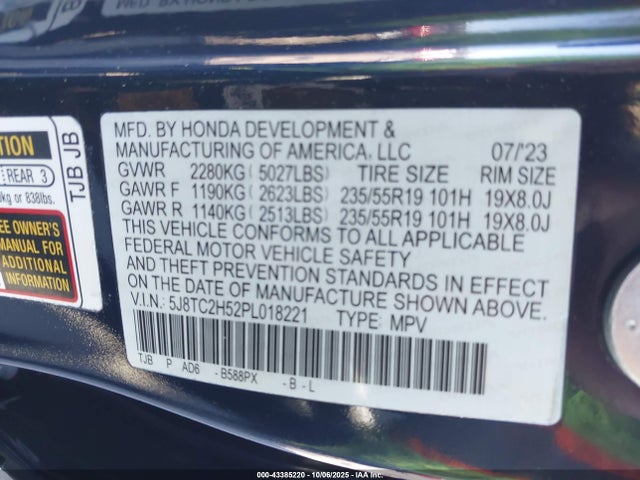 MFD. BY HONDA DEVELOPMENT &
MANUFACTURING OF AMERICA, LLC 07/'23
GVWR 2280KG( 5027LBS) TIRE SIZE RIM SIZE
GAWR F 1190KG( 2623LBS) 235/55R19 101H 19X8.0J
GAWR R 1140KG( 2513LBS) 235/55R19 101H 19X8.0J
THIS VEHICLE CONFORMS TO ALL APPLICABLE
FEDERAL MOTOR VEHICLE SAFETY
AND THEFT PREVENTION STANDARDS IN EFFECT
ON THE DATE OF MANUFACTURE SHOWN ABOVE.
V.I.N.: 5J8TC2H52PL018221 TYPE: MPV
TJB P AD6 -B588PX -B-L
REAR 3
838lbs.
TJB JB
OWNER'S
MANUAL FOR
ADDITIONAL
INFORMATION
000-43385220 - 10/06/2025 - IAA Inc.